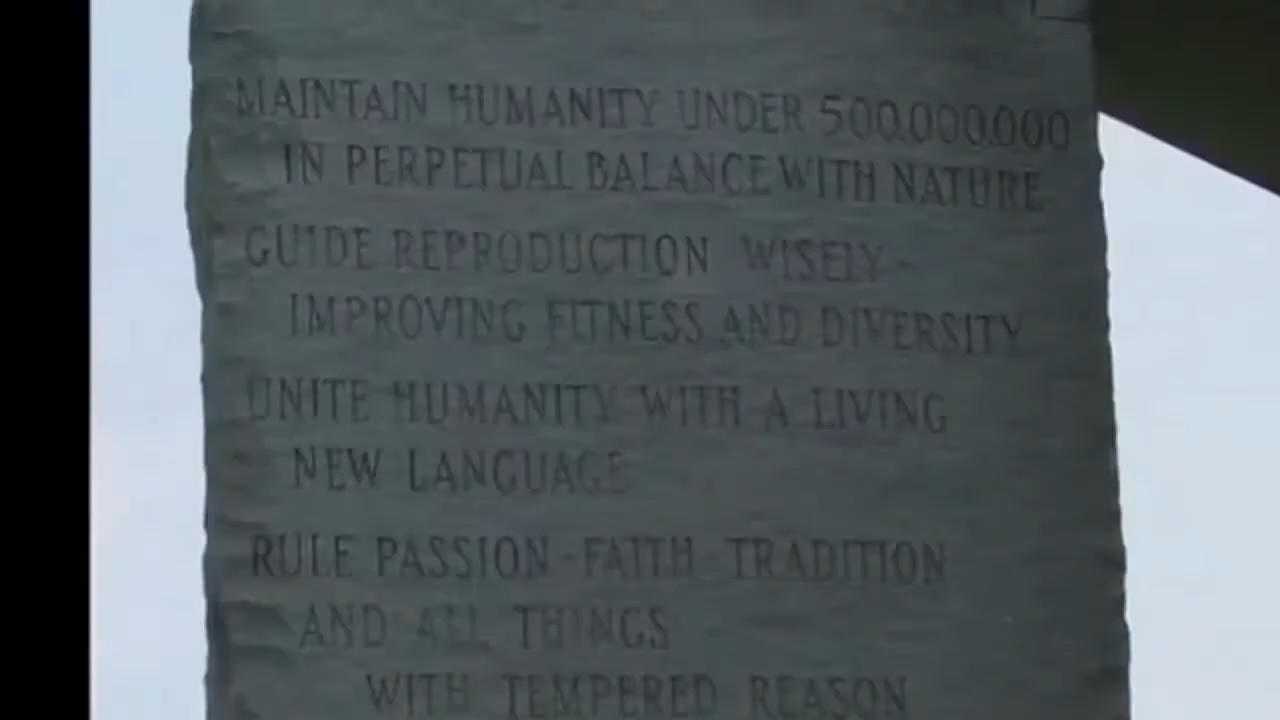 MAINTAIN HUMANITY UNDER 500,000,000
IN PERPETUAL BALANCE WITH NATURE
GUIDE REPRODUCTION WISELY -
IMPROVING FITNESS AND DIVERSITY
UNITE HUMANITY WITH A LIVING
NEW LANGUAGE
RULE PASSION - FAITH TRADITION
AND ALL THINGS
WITH TEMPERED REASON